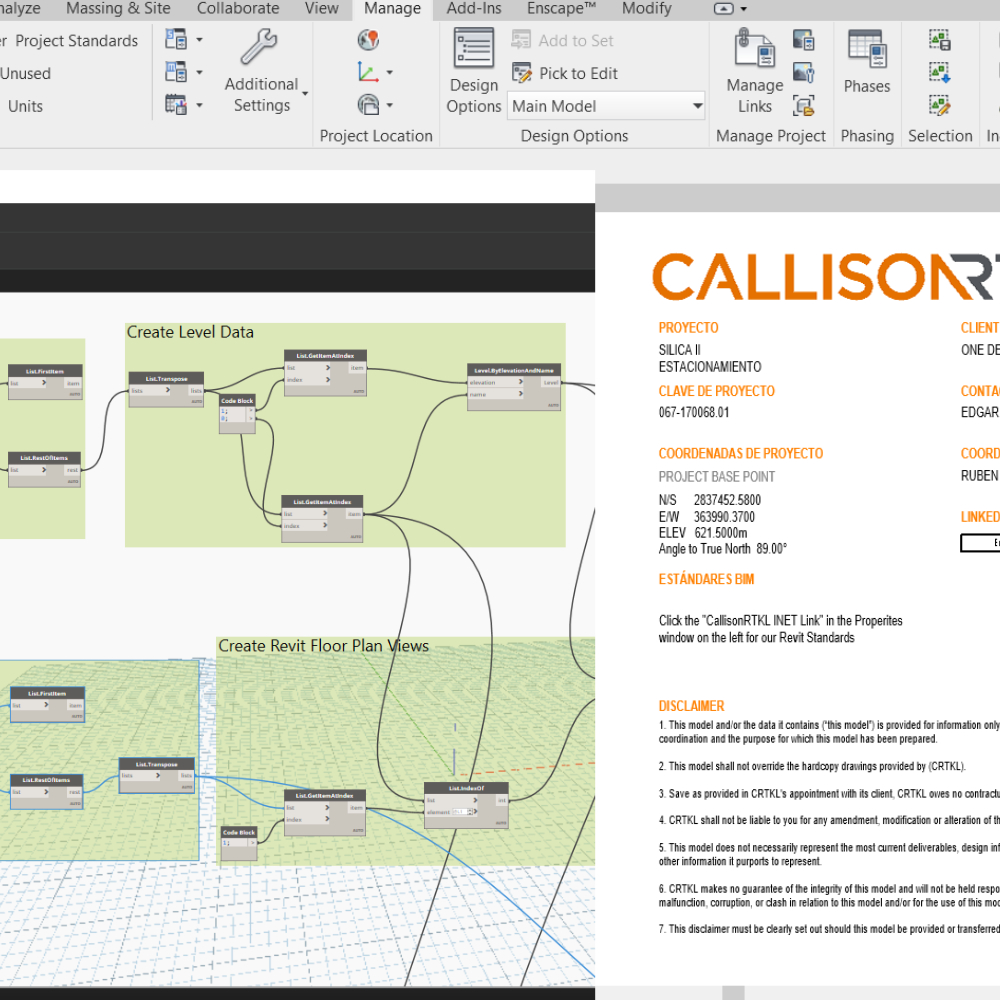 nalyze Massing & Site Collaborate View Manage Add-Ins Enscape™ Modify
er Project Standards
Unused
Units
Additional
Settings
Project Location
Design
Options
Add to Set
Pick to Edit
Main Model
Design Options
Manage
Links
Manage Project
Phases
Phasing
Selection
In
Create Level Data
List.FirstItem
list item
AUTO
List.RestOfItems
list rest
AUTO
List.Transpose
lists lists
AUTO
Code Block
1;
0;
List.GetItemAtIndex
list item
index
AUTO
Level.ByElevationAndName
elevation Level
name
AUTO
List.GetItemAtIndex
list item
index
AUTO
Create Revit Floor Plan Views
List.FirstItem
list item
AUTO
List.RestOfItems
list rest
AUTO
List.Transpose
lists lists
AUTO
Code Block
1;
List.GetItemAtIndex
list item
index
AUTO
List.IndexOf
list int
element
AUTO
CALLISONRT
PROYECTO
SILICA II
ESTACIONAMIENTO
CLAVE DE PROYECTO
067-170068.01
COORDENADAS DE PROYECTO
PROJECT BASE POINT
N/S 2837452.5800
E/W 363990.3700
ELEV 621.5000m
Angle to True North 89.00°
ESTÁNDARES BIM
Click the "CallisonRTKL INET Link" in the Properites
window on the left for our Revit Standards
CLIENT
ONE DE
CONTA
EDGAR
COORD
RUBEN
LINKED
DISCLAIMER
1. This model and/or the data it contains ("this model") is provided for information only
coordination and the purpose for which this model has been prepared.
2. This model shall not override the hardcopy drawings provided by (CRTKL).
3. Save as provided in CRTKL's appointment with its client, CRTKL owes no contractu
4. CRTKL shall not be liable to you for any amendment, modification or alteration of th
5. This model does not necessarily represent the most current deliverables, design inf
other information it purports to represent.
6. CRTKL makes no guarantee of the integrity of this model and will not be held respo
malfunction, corruption, or clash in relation to this model and/or for the use of this mod
7. This disclaimer must be clearly set out should this model be provided or transferred